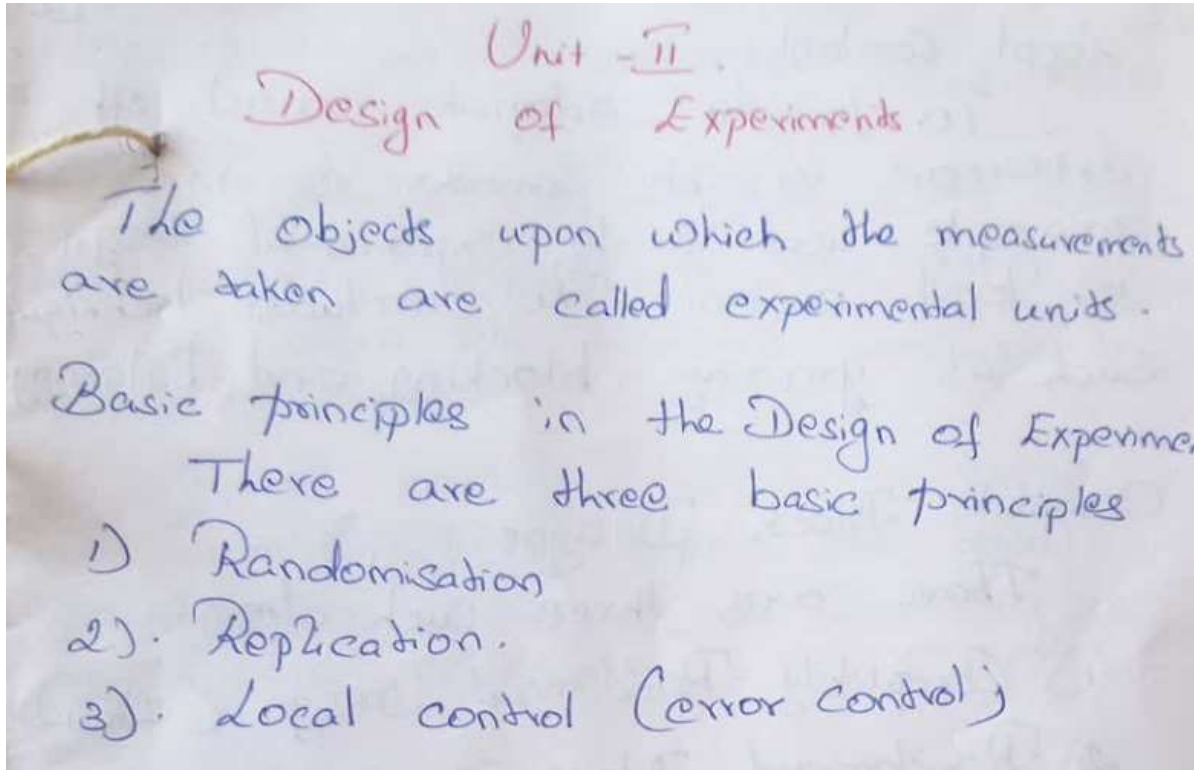 Unit - II.
Design of Experiments
The objects upon which the measurements
are taken are called experimental units.
Basic principles in the Design of Experime
There are three basic principles
1) Randomisation
2). Replication.
3). Local control (error control)